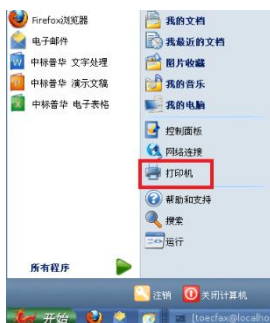 Firefox浏览器
电子邮件
中标普华 文字处理
中标普华 演示文稿
中标普华 电子表格
所有程序
我的文档
我最近的文档
图片收藏
我的音乐
我的电脑
控制面板
网络连接
打印机
帮助和支持
搜索
运行
注销
关闭计算机
开始
[toecfax@localho